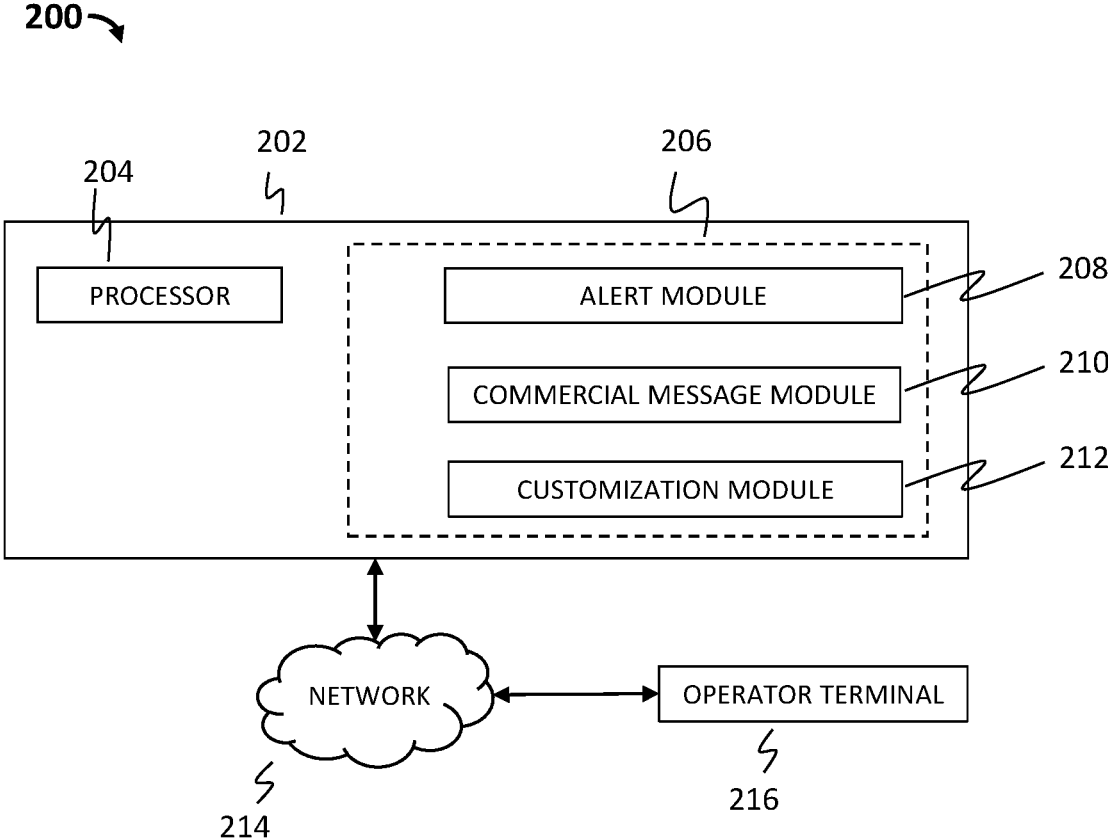 200
202
206
204
208
PROCESSOR
ALERT MODULE
210
COMMERCIAL MESSAGE MODULE
212
CUSTOMIZATION MODULE
NETWORK
OPERATOR TERMINAL
214
216